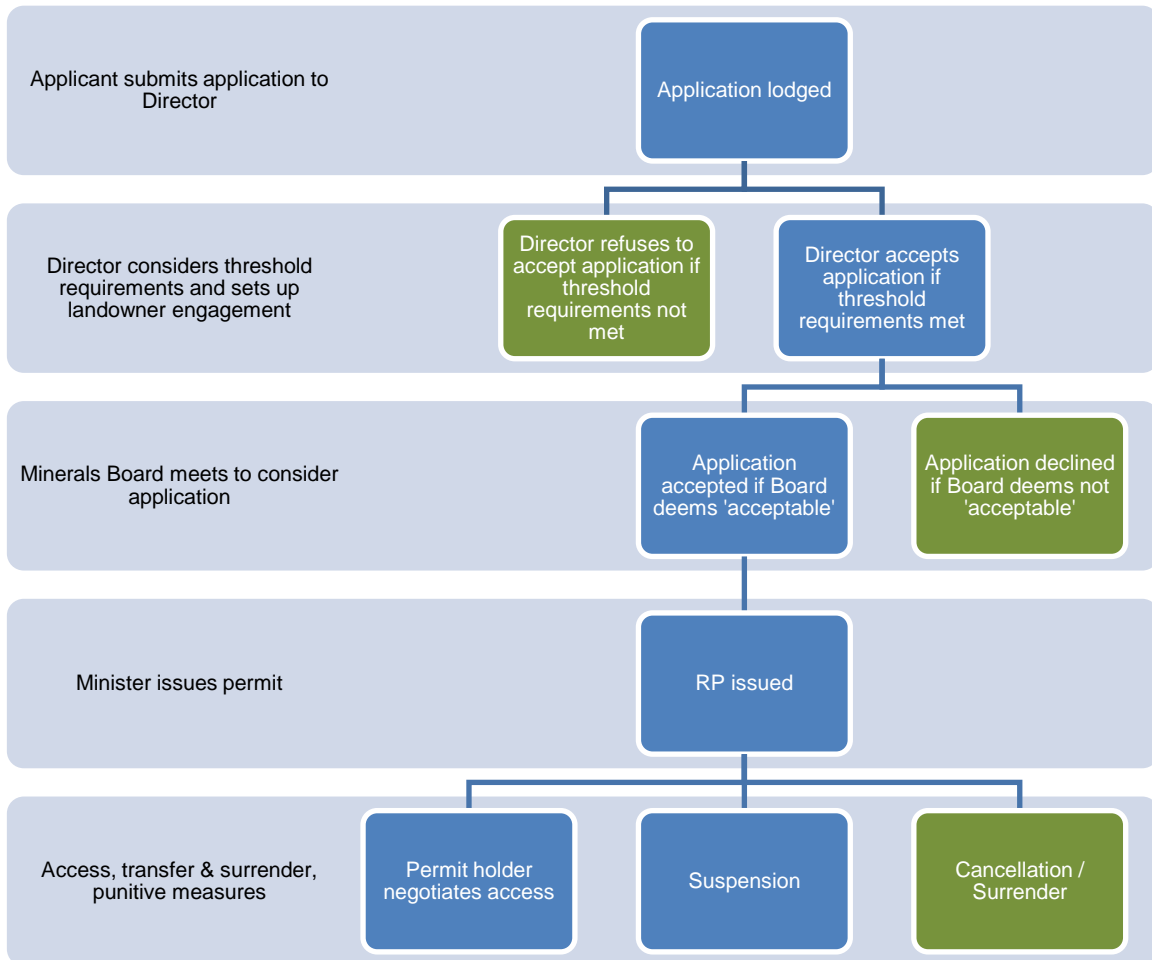 Applicant submits application to
Director
Application lodged
Director considers threshold
requirements and sets up
landowner engagement
Director refuses to
accept application if
threshold
requirements not
met
Director accepts
application if
threshold
requirements met
Minerals Board meets to consider
application
Application
accepted if Board
deems 'acceptable'
Application declined
if Board deems not
'acceptable'
Minister issues permit
RP issued
Access, transfer & surrender,
punitive measures
Permit holder
negotiates access
Suspension
Cancellation /
Surrender